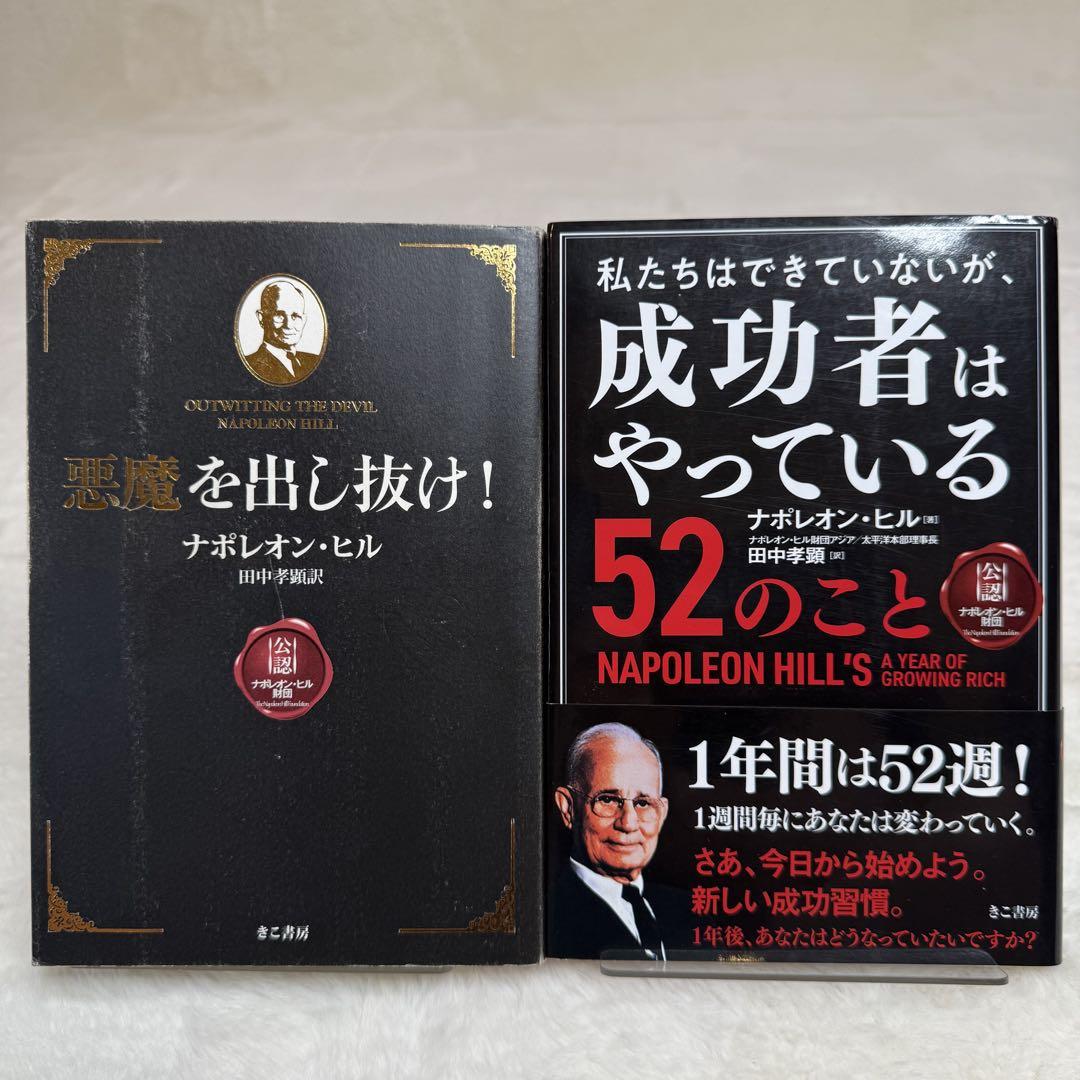 OUTWITTING THE DEVIL
NAPOLEON HILL
悪魔を出し抜け!
ナポレオン・ヒル
田中孝顕訳
公認
ナポレオン・ヒル
財団
The Napoleon Hill Foundation
きこ書房
私たちはできていないが、
成功者は
やっている
ナポレオン・ヒル[著]
ナポレオン・ヒル財団アジア/太平洋本部理事長
田中孝顕[訳]
52のこと
公認
ナポレオン・ヒル
財団
The Napoleon Hill Foundation
NAPOLEON HILL'S A YEAR OF
GROWING RICH
1年間は52週!
1週間毎にあなたは変わっていく。
さあ、今日から始めよう。
新しい成功習慣。
きこ書房
1年後、あなたはどうなっていたいですか?